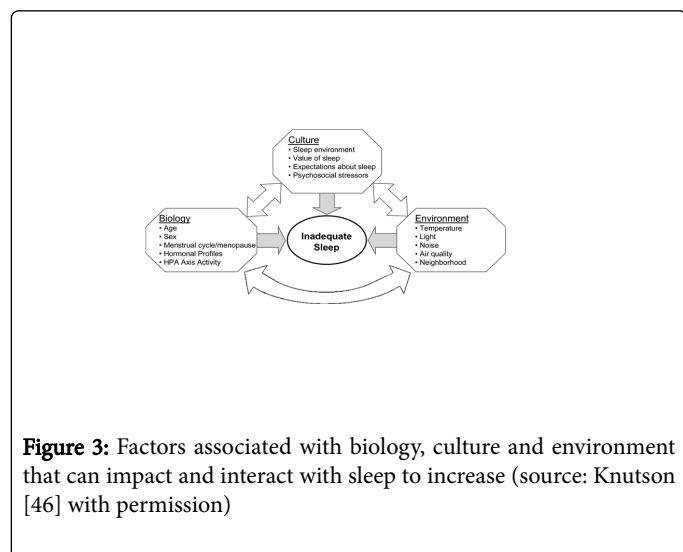 Culture
• Sleep environment
• Value of sleep
• Expectations about sleep
• Psychosocial stressors
Biology
• Age
• Sex
• Menstrual cycle/menopause
• Hormonal Profiles
• HPA Axis Activity
Inadequate
Sleep
Environment
• Temperature
• Light
• Noise
• Air quality
• Neighborhood
Figure 3: Factors associated with biology, culture and environment
that can impact and interact with sleep to increase (source: Knutson
[46] with permission)